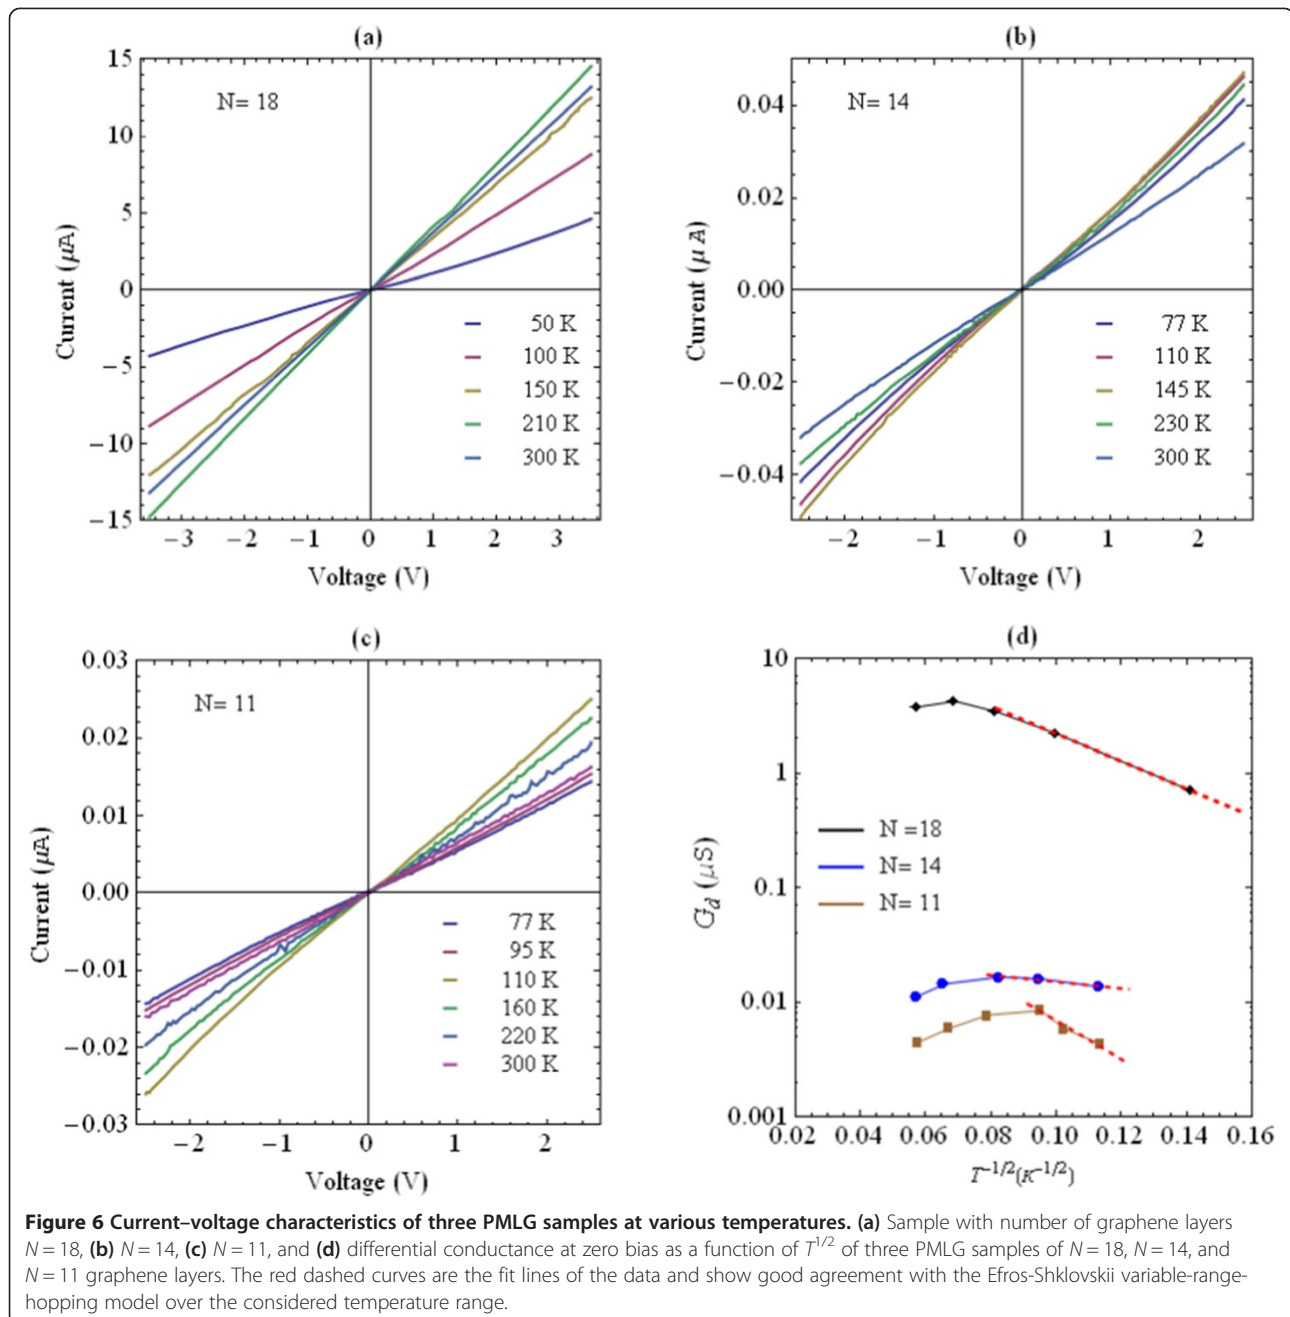 (a)
15
10
5
0
−5
−10
−15
N= 18
50 K
100 K
150 K
210 K
300 K
−3 −2 −1 0 1 2 3
Voltage (V)
Current (μA)
(b)
0.04
0.02
0.00
−0.02
−0.04
N= 14
77 K
110 K
145 K
230 K
300 K
−2 −1 0 1 2
Voltage (V)
Current (μ A)
(c)
0.03
0.02
0.01
0.00
−0.01
−0.02
−0.03
N= 11
77 K
95 K
110 K
160 K
220 K
300 K
−2 −1 0 1 2
Voltage (V)
Current (μA)
(d)
10
1
0.1
0.01
0.001
N =18
N= 14
N= 11
0.02 0.04 0.06 0.08 0.10 0.12 0.14 0.16
T−1/2(K−1/2)
Gd (μS)
Figure 6 Current–voltage characteristics of three PMLG samples at various temperatures. (a) Sample with number of graphene layers
N = 18, (b) N = 14, (c) N = 11, and (d) differential conductance at zero bias as a function of T1/2 of three PMLG samples of N = 18, N = 14, and
N = 11 graphene layers. The red dashed curves are the fit lines of the data and show good agreement with the Efros-Shklovskii variable-range-
hopping model over the considered temperature range.